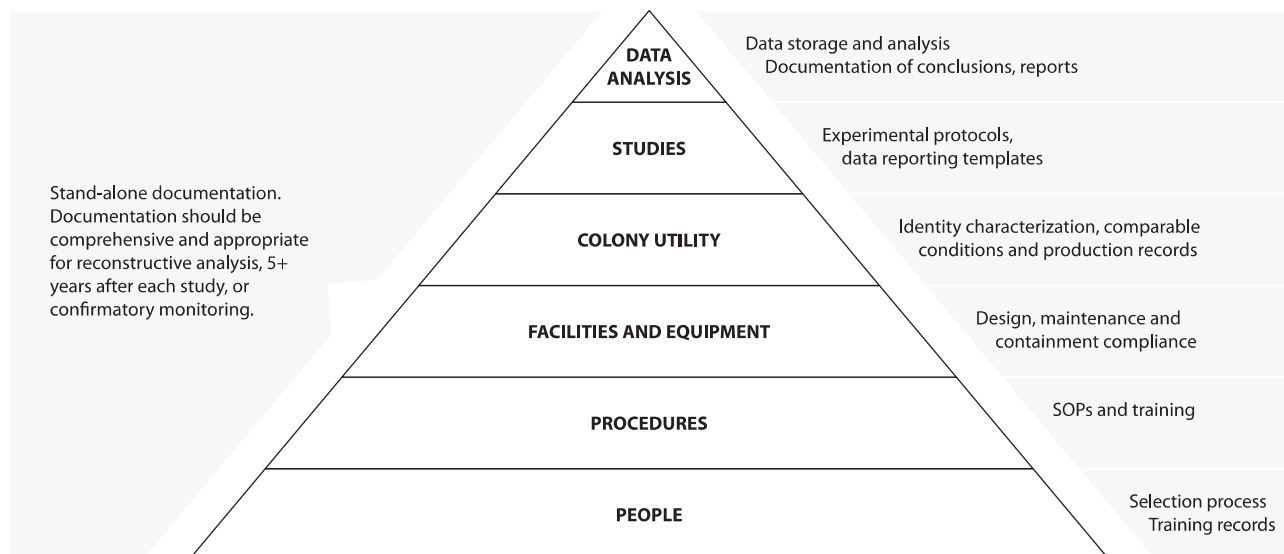 DATA
ANALYSIS
Data storage and analysis
Documentation of conclusions, reports
STUDIES
Experimental protocols,
data reporting templates
Stand-alone documentation.
Documentation should be
comprehensive and appropriate
for reconstructive analysis, 5+
years after each study, or
confirmatory monitoring.
COLONY UTILITY
Identity characterization, comparable
conditions and production records
FACILITIES AND EQUIPMENT
Design, maintenance and
containment compliance
PROCEDURES
SOPs and training
PEOPLE
Selection process
Training records